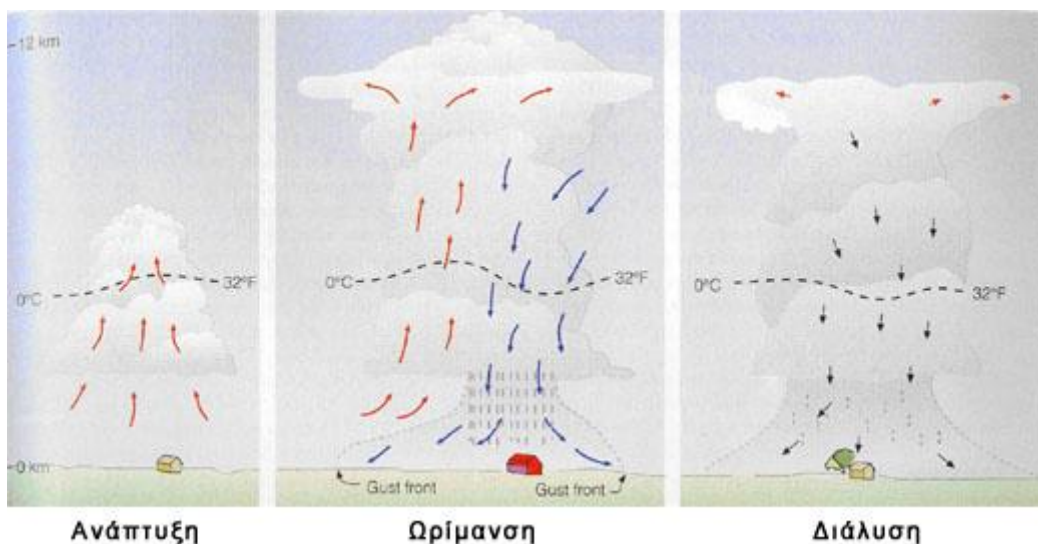 12 km
0°C
32°F
0 km
0°C
32°F
Gust front
Gust front
0°C
32°F
Ανάπτυξη
Ωρίμανση
Διάλυση